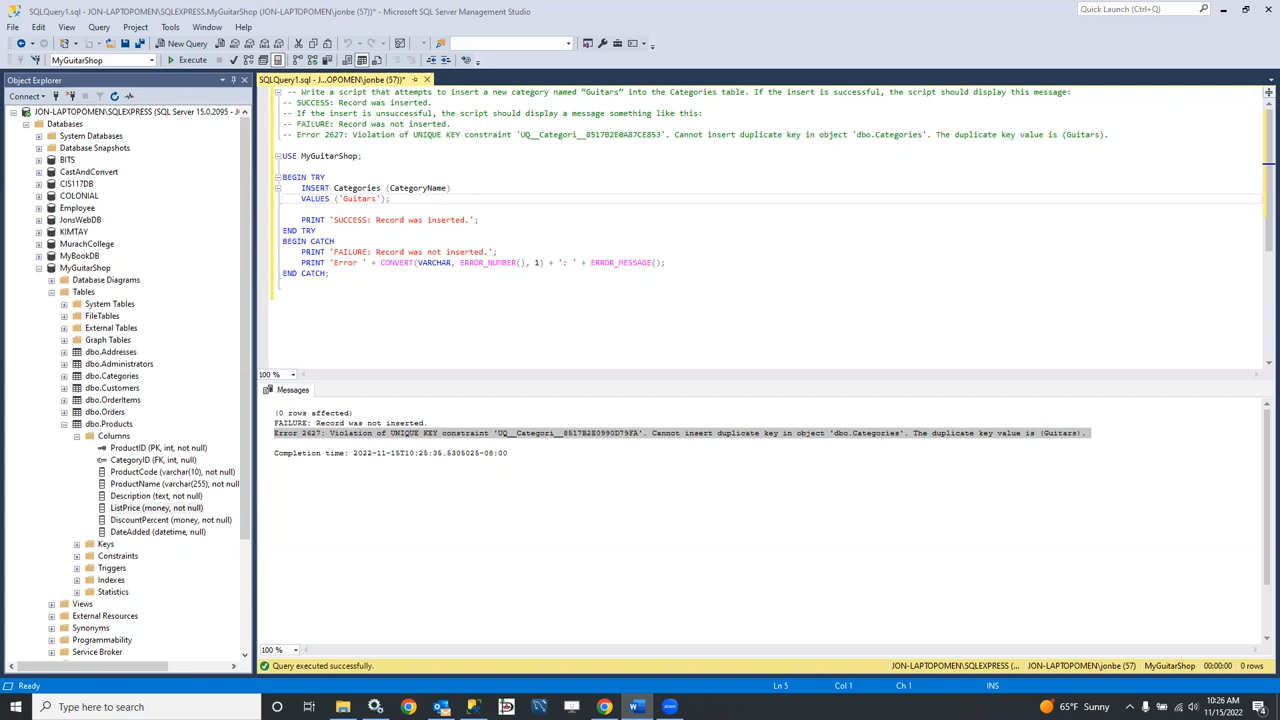 SQLQuery1.sql - JON-LAPTOPOMEN\SQLEXPRESS.MyGuitarShop (JON-LAPTOPOMEN\jonbe (57))* - Microsoft SQL Server Management Studio
Quick Launch (Ctrl+Q)
File Edit View Query Project Tools Window Help
New Query
MyGuitarShop
Execute
Object Explorer
SQLQuery1.sql - J...OPOMEN\jonbe (57))*
Connect
JON-LAPTOPOMEN\SQLEXPRESS (SQL Server 15.0.2095 -
Databases
System Databases
Database Snapshots
BITS
CastAndConvert
CIS117DB
COLONIAL
Employee
JonsWebDB
KIMTAY
MurachCollege
MyBookDB
MyGuitarShop
Database Diagrams
Tables
System Tables
FileTables
External Tables
Graph Tables
dbo.Addresses
dbo.Administrators
dbo.Categories
dbo.Customers
dbo.OrderItems
dbo.Orders
dbo.Products
Columns
ProductID (PK, int, not null)
CategoryID (FK, int, null)
ProductCode (varchar(10), not null)
ProductName (varchar(255), not null
Description (text, not null)
ListPrice (money, not null)
DiscountPercent (money, not null)
DateAdded (datetime, null)
Keys
Constraints
Triggers
Indexes
Statistics
Views
External Resources
Synonyms
Programmability
Service Broker
-- Write a script that attempts to insert a new category named “Guitars” into the Categories table. If the insert is successful, the script should display this message:
-- SUCCESS: Record was inserted.
-- If the insert is unsuccessful, the script should display a message something like this:
-- FAILURE: Record was not inserted.
-- Error 2627: Violation of UNIQUE KEY constraint 'UQ__Categori__8517B2E0A87CE853'. Cannot insert duplicate key in object 'dbo.Categories'. The duplicate key value is (Guitars).
USE MyGuitarShop;
BEGIN TRY
INSERT Categories (CategoryName)
VALUES ('Guitars');
PRINT 'SUCCESS: Record was inserted.';
END TRY
BEGIN CATCH
PRINT 'FAILURE: Record was not inserted.';
PRINT 'Error ' + CONVERT(VARCHAR, ERROR_NUMBER(), 1) + ': ' + ERROR_MESSAGE();
END CATCH;
100 %
Messages
(0 rows affected)
FAILURE: Record was not inserted.
Error 2627: Violation of UNIQUE KEY constraint 'UQ__Categori__8517B2E0990D79FA'. Cannot insert duplicate key in object 'dbo.Categories'. The duplicate key value is (Guitars).
Completion time: 2022-11-15T10:25:35.5305025-08:00
100 %
Query executed successfully.
JON-LAPTOPOMEN\SQLEXPRESS (... JON-LAPTOPOMEN\jonbe (57) MyGuitarShop 00:00:00 0 rows
Ready
Ln 5 Col 1 Ch 1 INS
Type here to search
65°F Sunny
10:26 AM
11/15/2022